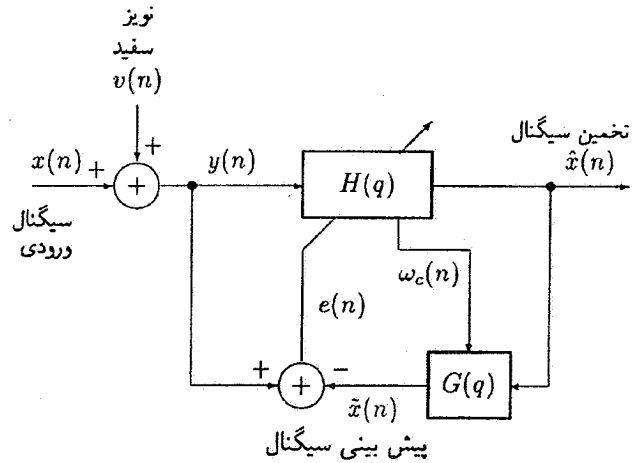 نویز
سفید
v(n)
+
x(n) +
+
y(n)
H(q)
تخمین سیگنال
x̂(n)
سیگنال
ورودی
ω_c(n)
e(n)
+
+
−
G(q)
x̃(n)
پیش بینی سیگنال